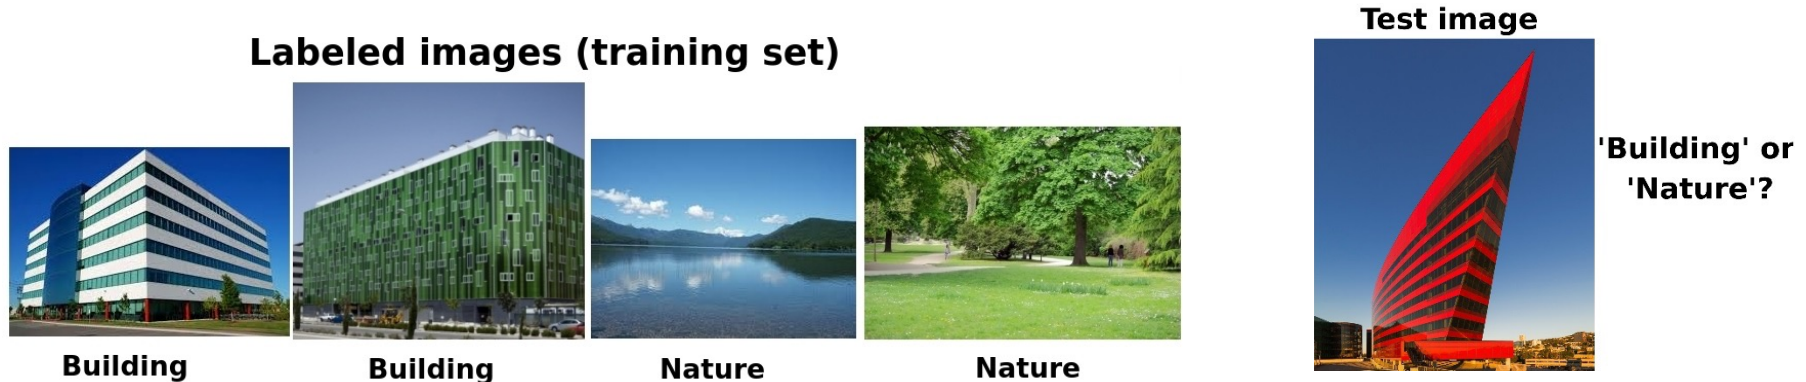 Labeled images (training set)
Building
Building
Nature
Nature
Test image
'Building' or
'Nature'?